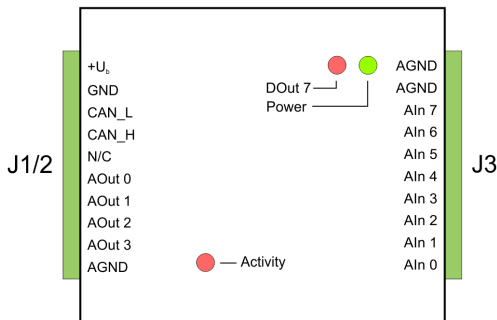 J1/2
+Ub
GND
CAN_L
CAN_H
N/C
AOut 0
AOut 1
AOut 2
AOut 3
AGND
DOut 7
Power
Activity
AGND
AGND
AIn 7
AIn 6
AIn 5
AIn 4
AIn 3
AIn 2
AIn 1
AIn 0
J3